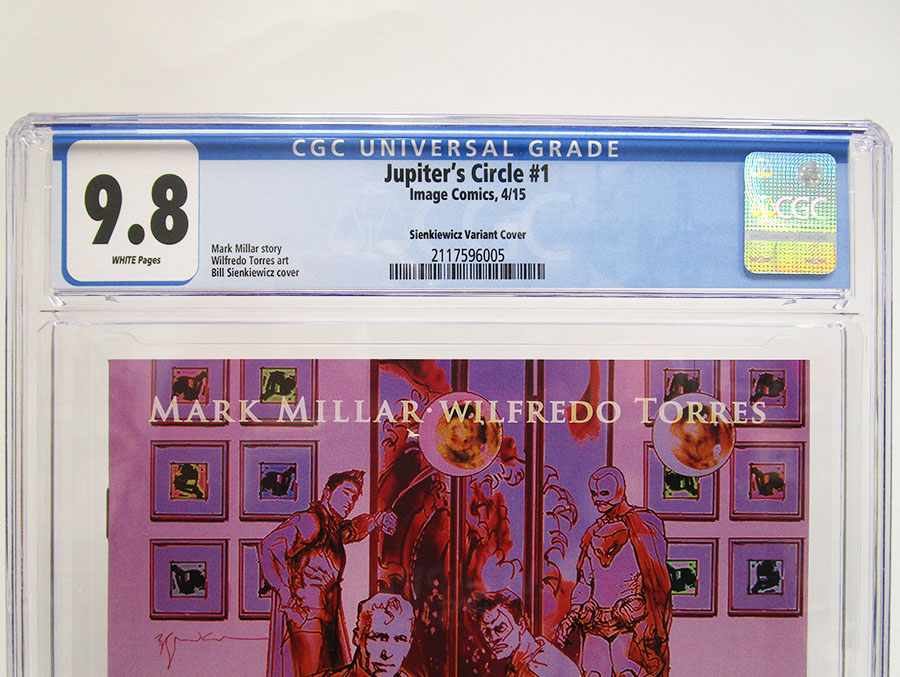 CGC UNIVERSAL GRADE
Jupiter's Circle #1
Image Comics, 4/15
9.8
WHITE Pages
Sienkiewicz Variant Cover
Mark Millar story
Wilfredo Torres art
Bill Sienkiewicz cover
2117596005
CGC
CGC
MARK MILLAR · WILFREDO TORRES